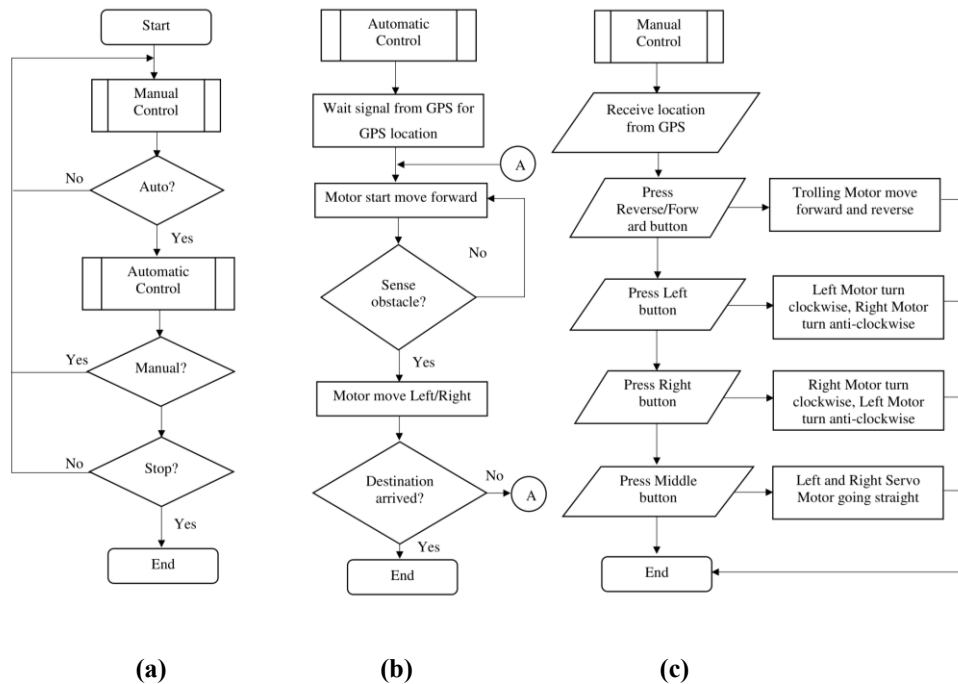 Start
Manual
Control
No
Auto?
Yes
Automatic
Control
Yes
Manual?
No
Stop?
Yes
End
(a)
Automatic
Control
Wait signal from GPS for
GPS location
A
Motor start move forward
No
Sense
obstacle?
Yes
Motor move Left/Right
Destination
arrived?
No
A
Yes
End
(b)
Manual
Control
Receive location
from GPS
Press
Reverse/Forw
ard button
Trolling Motor move
forward and reverse
Press Left
button
Left Motor turn
clockwise, Right Motor
turn anti-clockwise
Press Right
button
Right Motor turn
clockwise, Left Motor
turn anti-clockwise
Press Middle
button
Left and Right Servo
Motor going straight
End
(c)